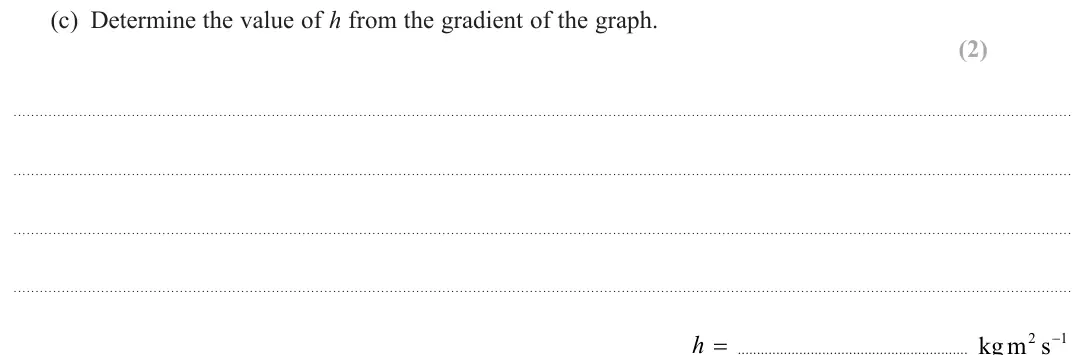 (c) Determine the value of h from the gradient of the graph.
(2)
h = ........................ kg m² s⁻¹